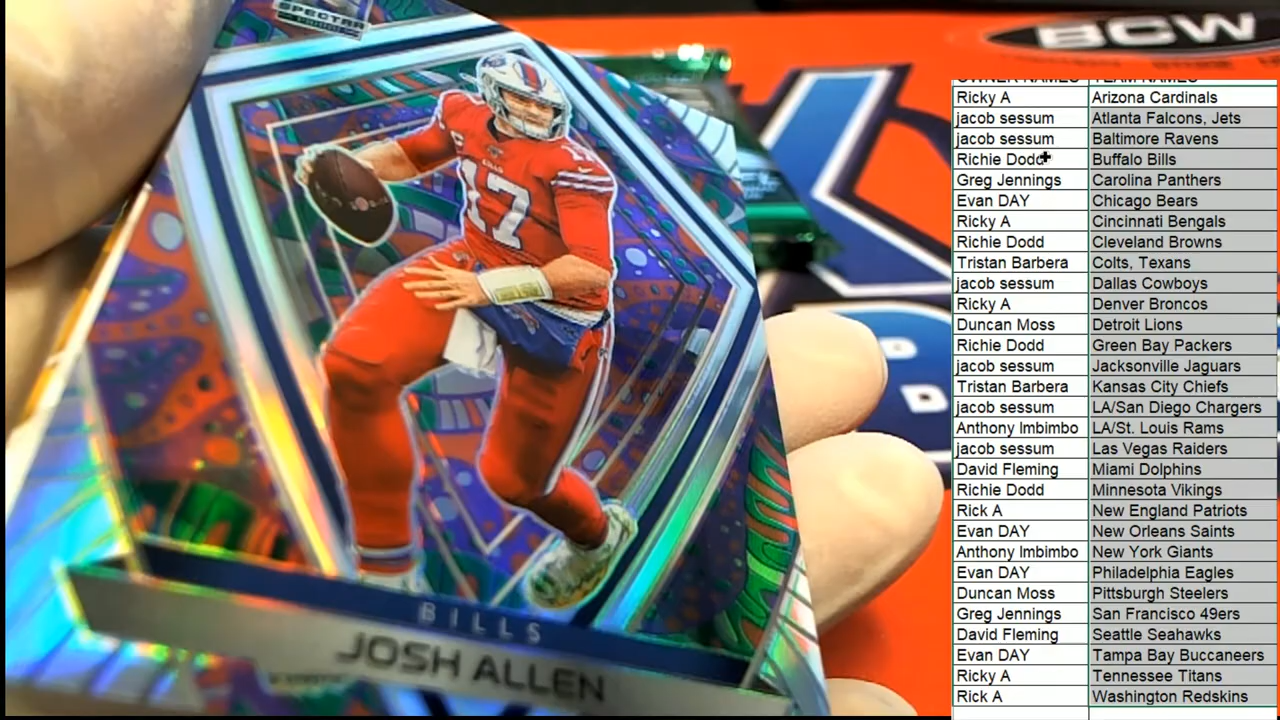 SPECTRA
BCW
17
BILLS
17
BILLS
JOSH ALLEN
OWNER NAMES TEAM NAMES
Ricky A Arizona Cardinals
jacob sessum Atlanta Falcons, Jets
jacob sessum Baltimore Ravens
Richie Dodd Buffalo Bills
Greg Jennings Carolina Panthers
Evan DAY Chicago Bears
Ricky A Cincinnati Bengals
Richie Dodd Cleveland Browns
Tristan Barbera Colts, Texans
jacob sessum Dallas Cowboys
Ricky A Denver Broncos
Duncan Moss Detroit Lions
Richie Dodd Green Bay Packers
jacob sessum Jacksonville Jaguars
Tristan Barbera Kansas City Chiefs
jacob sessum LA/San Diego Chargers
Anthony Imbimbo LA/St. Louis Rams
jacob sessum Las Vegas Raiders
David Fleming Miami Dolphins
Richie Dodd Minnesota Vikings
Rick A New England Patriots
Evan DAY New Orleans Saints
Anthony Imbimbo New York Giants
Evan DAY Philadelphia Eagles
Duncan Moss Pittsburgh Steelers
Greg Jennings San Francisco 49ers
David Fleming Seattle Seahawks
Evan DAY Tampa Bay Buccaneers
Ricky A Tennessee Titans
Rick A Washington Redskins